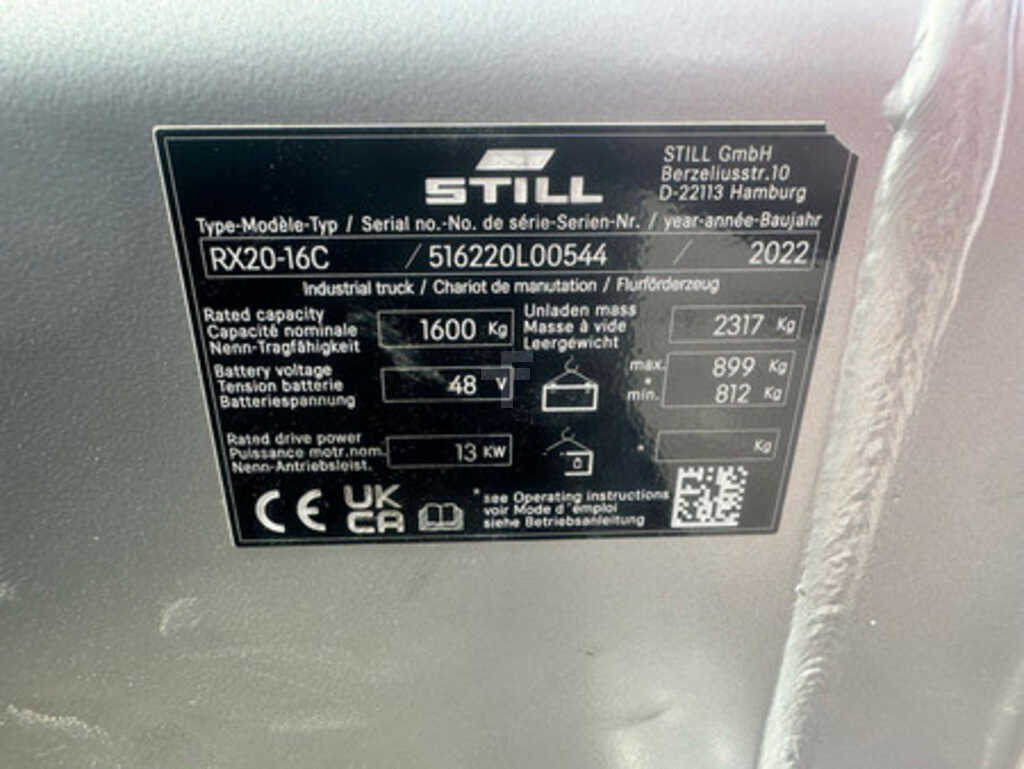 STILL
STILL GmbH
Berzeliusstr.10
D-22113 Hamburg
Type-Modèle-Typ / Serial no.-No. de série-Serien-Nr. / year-année-Baujahr
RX20-16C / 516220L00544 / 2022
Industrial truck / Chariot de manutation / Flurförderzeug
Rated capacity
Capacité nominale
Nenn-Tragfähigkeit
1600 Kg
Unladen mass
Masse à vide
Leergewicht
2317 Kg
Battery voltage
Tension batterie
Batteriespannung
48 V
max. 899 Kg
*
min. 812 Kg
Rated drive power
Puissance motr.nom.
Nenn-Antriebsleist.
13 KW
* Kg
CE
UK
CA
*see Operating instructions
voir Mode d'émploi
siehe Betriebsanleitung